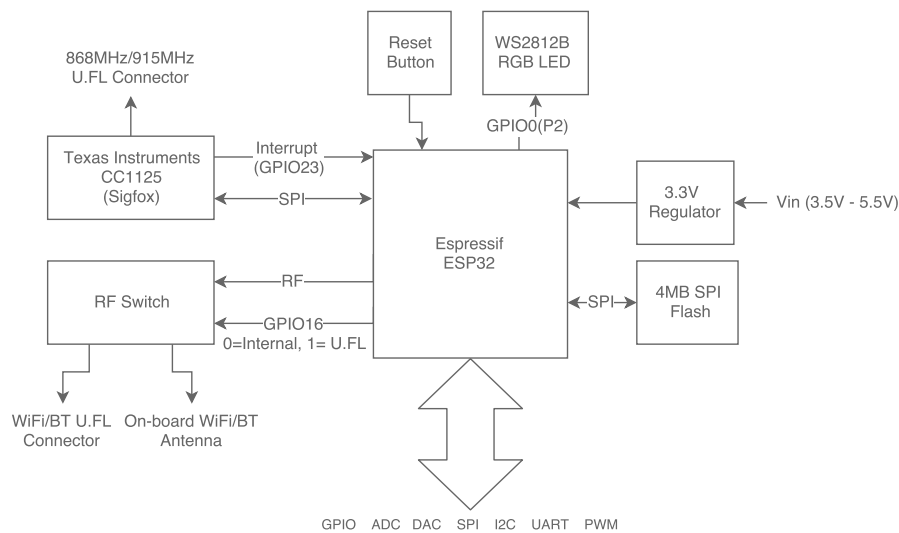 Reset
Button
WS2812B
RGB LED
868MHz/915MHz
U.FL Connector
GPIO0(P2)
Texas Instruments
CC1125
(Sigfox)
Interrupt
(GPIO23)
SPI
3.3V
Regulator
Vin (3.5V - 5.5V)
Espressif
ESP32
RF Switch
RF
GPIO16
0=Internal, 1= U.FL
SPI
4MB SPI
Flash
WiFi/BT U.FL
Connector
On-board WiFi/BT
Antenna
GPIO ADC DAC SPI I2C UART PWM